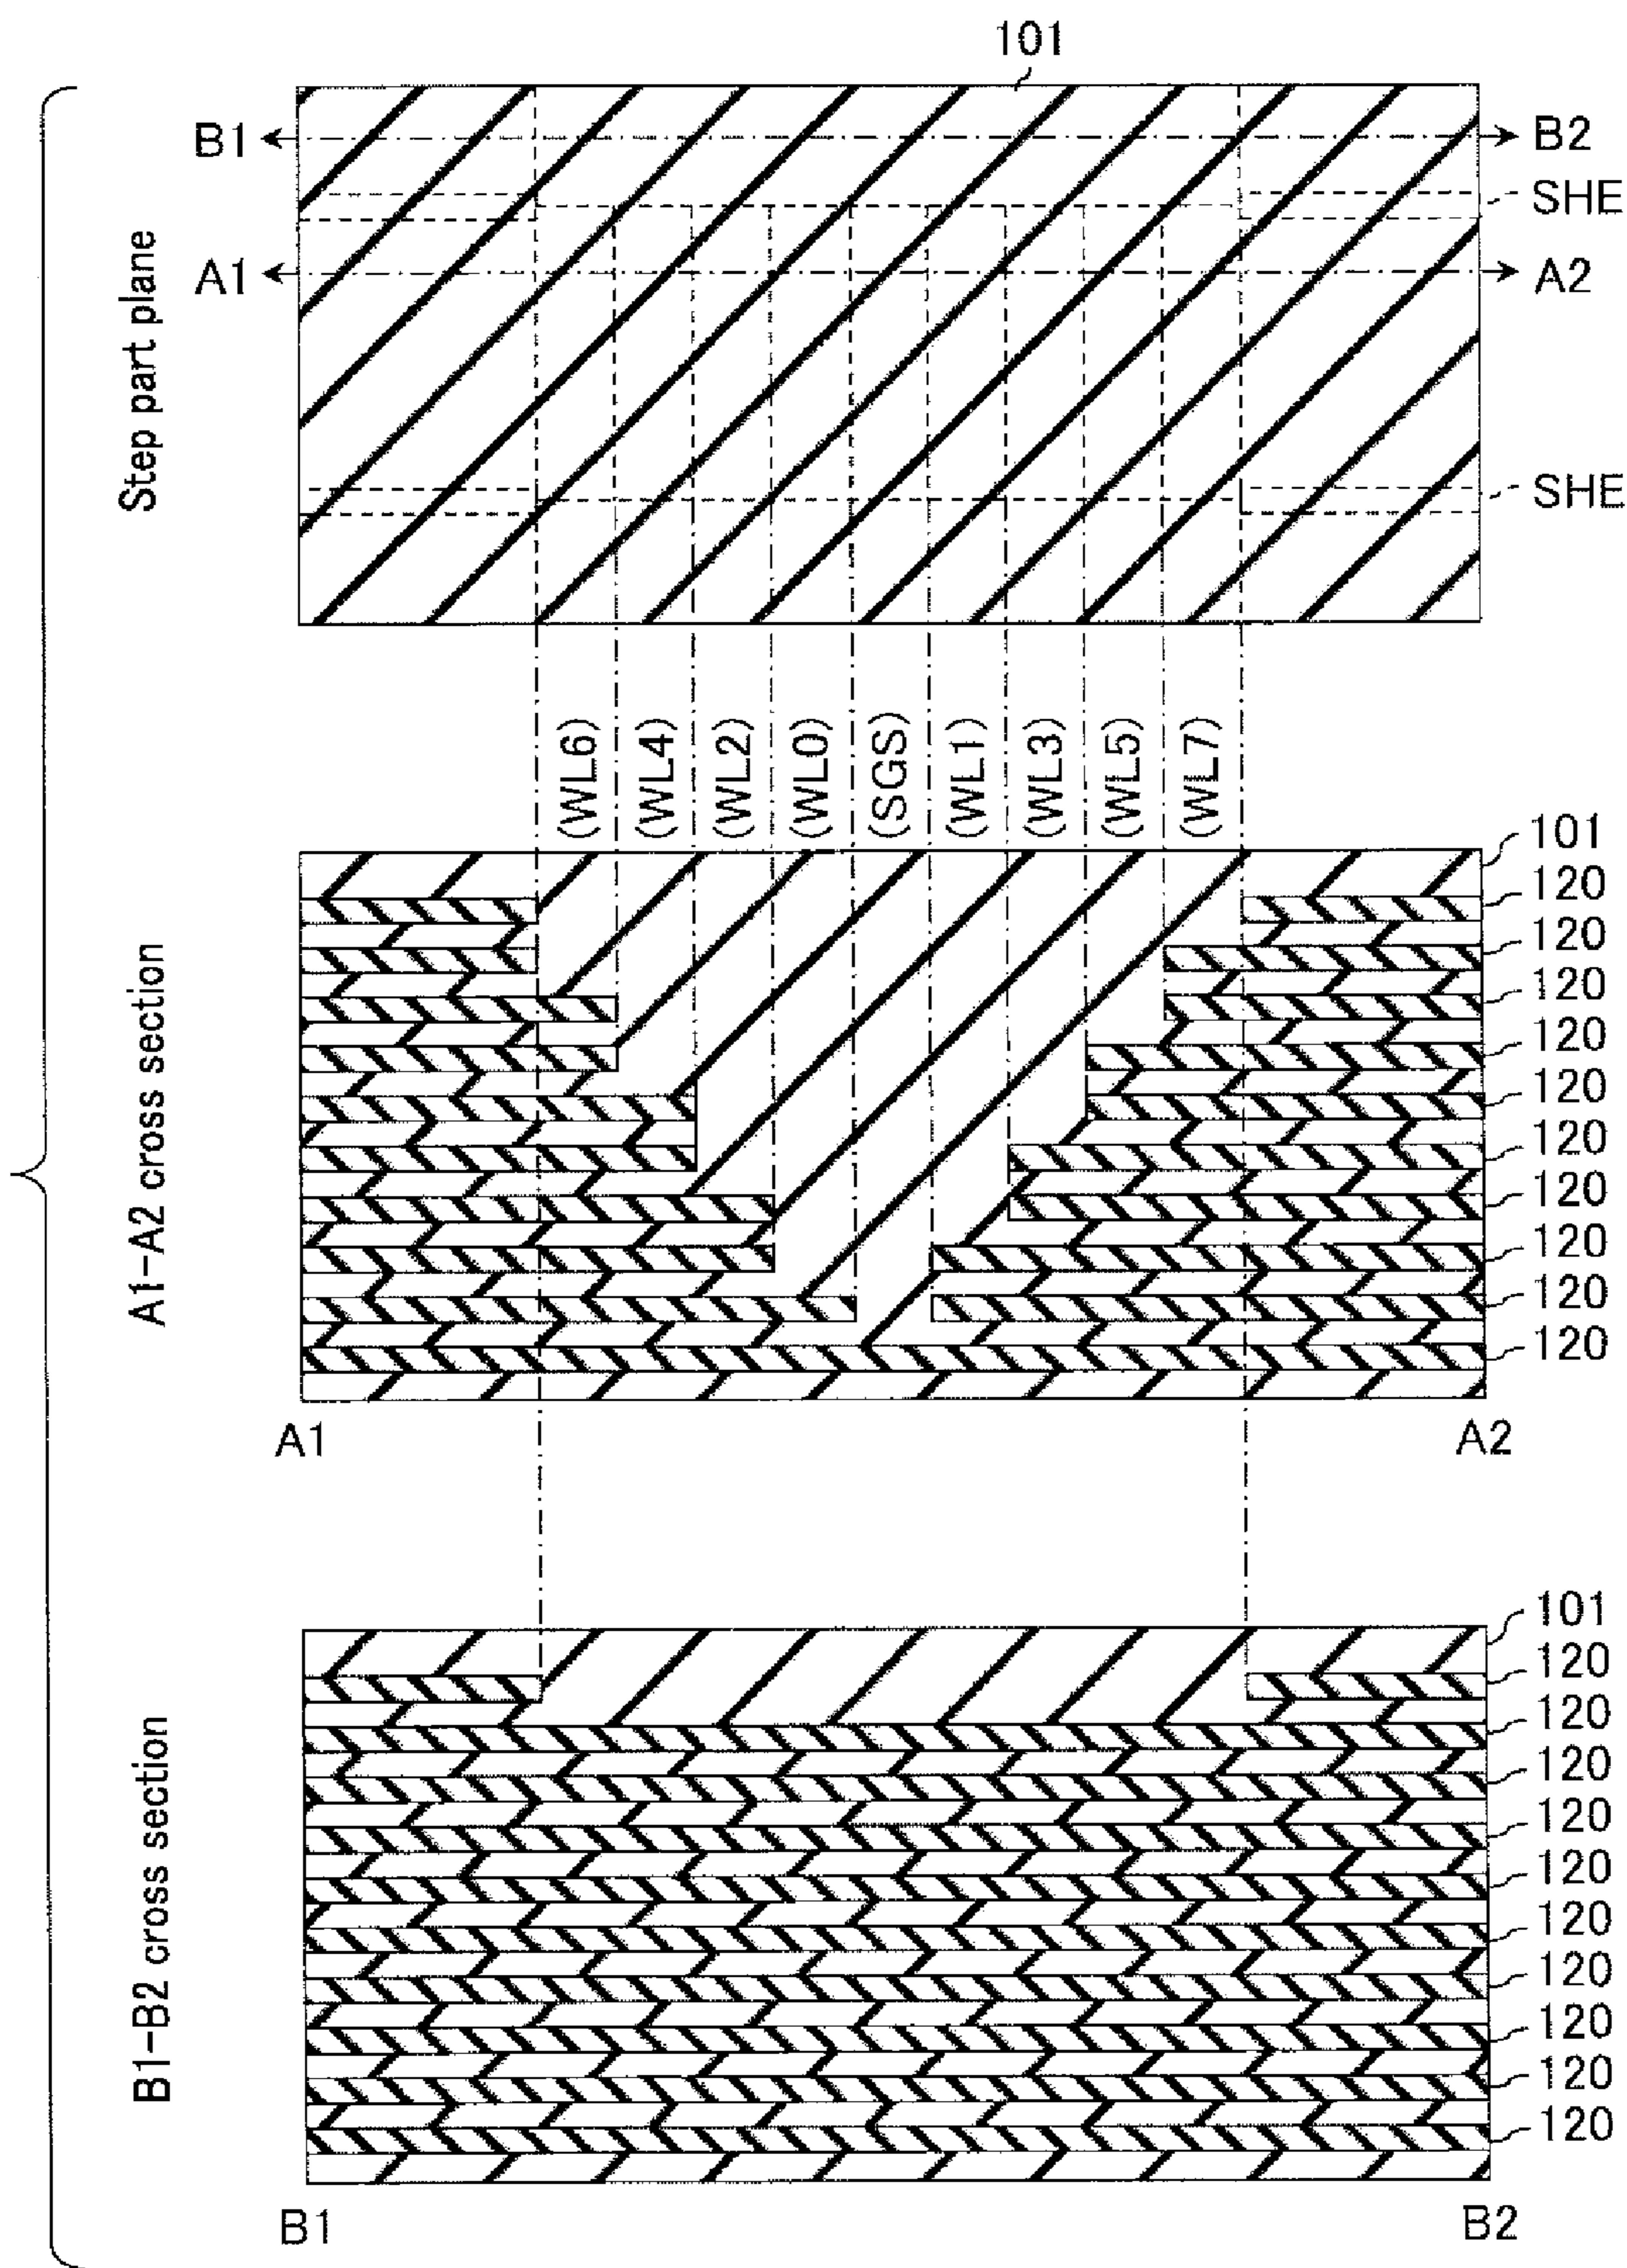 101
B1
B2
SHE
A1
A2
SHE
Step part plane
(WL6)
(WL4)
(WL2)
(WL0)
(SGS)
(WL1)
(WL3)
(WL5)
(WL7)
101
120
120
120
120
120
120
120
120
120
120
A1-A2 cross section
A1
A2
101
120
120
120
120
120
120
120
120
120
120
B1-B2 cross section
B1
B2